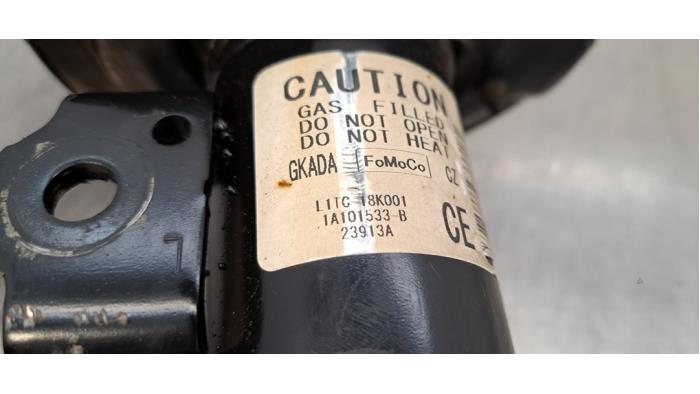 CAUTION
GAS FILLED
DO NOT OPEN
DO NOT HEAT
GKADA FoMoCo CZ
L1TC 18K001
1A101533-B
23913A
CE
L